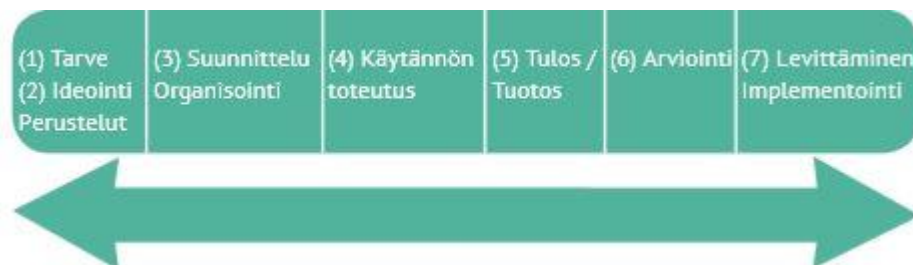 (1) Tarve
(2) Ideointi
Perustelut
(3) Suunnittelu
Organisointi
(4) Käytännön
toteutus
(5) Tulos /
Tuotos
(6) Arviointi
(7) Levittäminen
Implementointi